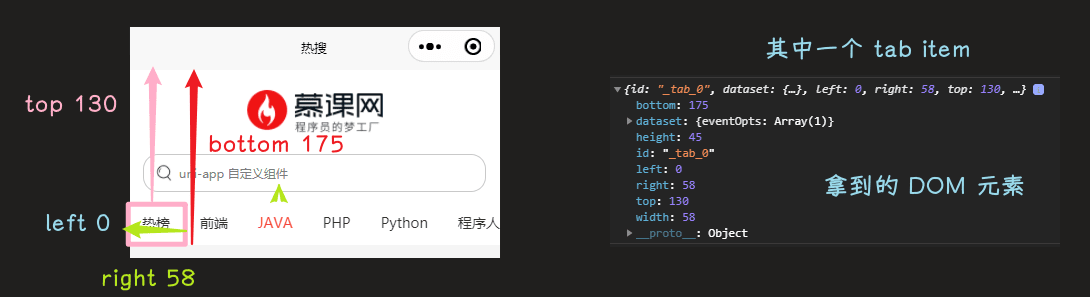 热搜
其中一个 tab item
top 130
慕课网
程序员的梦工厂
bottom 175
uni-app 自定义组件
left 0
热榜 前端 JAVA PHP Python 程序人
right 58
{id: "_tab_0", dataset: {…}, left: 0, right: 58, top: 130, …}
bottom: 175
dataset: {eventOpts: Array(1)}
height: 45
id: "_tab_0"
left: 0
right: 58
top: 130
width: 58
__proto__: Object
拿到的 DOM 元素